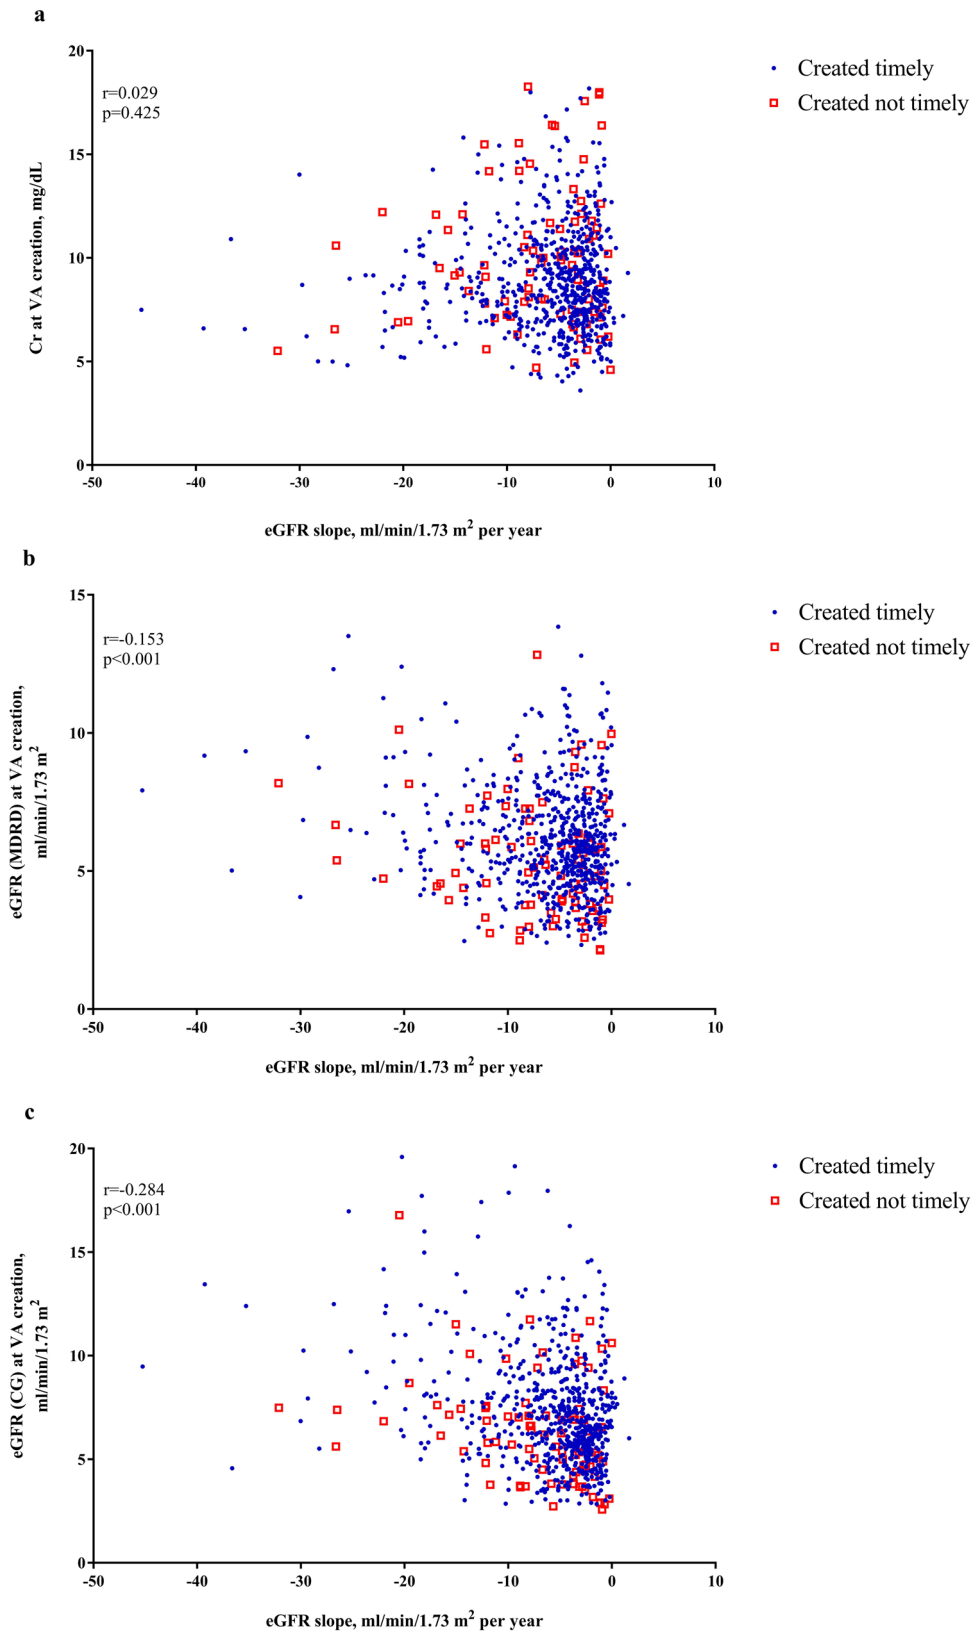 a
20
15
10
5
0
r=0.029
p=0.425
Created timely
Created not timely
Cr at VA creation, mg/dL
-50
-40
-30
-20
-10
0
10
eGFR slope, ml/min/1.73 m² per year
b
15
10
5
0
r=-0.153
p<0.001
Created timely
Created not timely
eGFR (MDRD) at VA creation,
ml/min/1.73 m²
-50
-40
-30
-20
-10
0
10
eGFR slope, ml/min/1.73 m² per year
c
20
15
10
5
0
r=-0.284
p<0.001
Created timely
Created not timely
eGFR (CG) at VA creation,
ml/min/1.73 m²
-50
-40
-30
-20
-10
0
10
eGFR slope, ml/min/1.73 m² per year